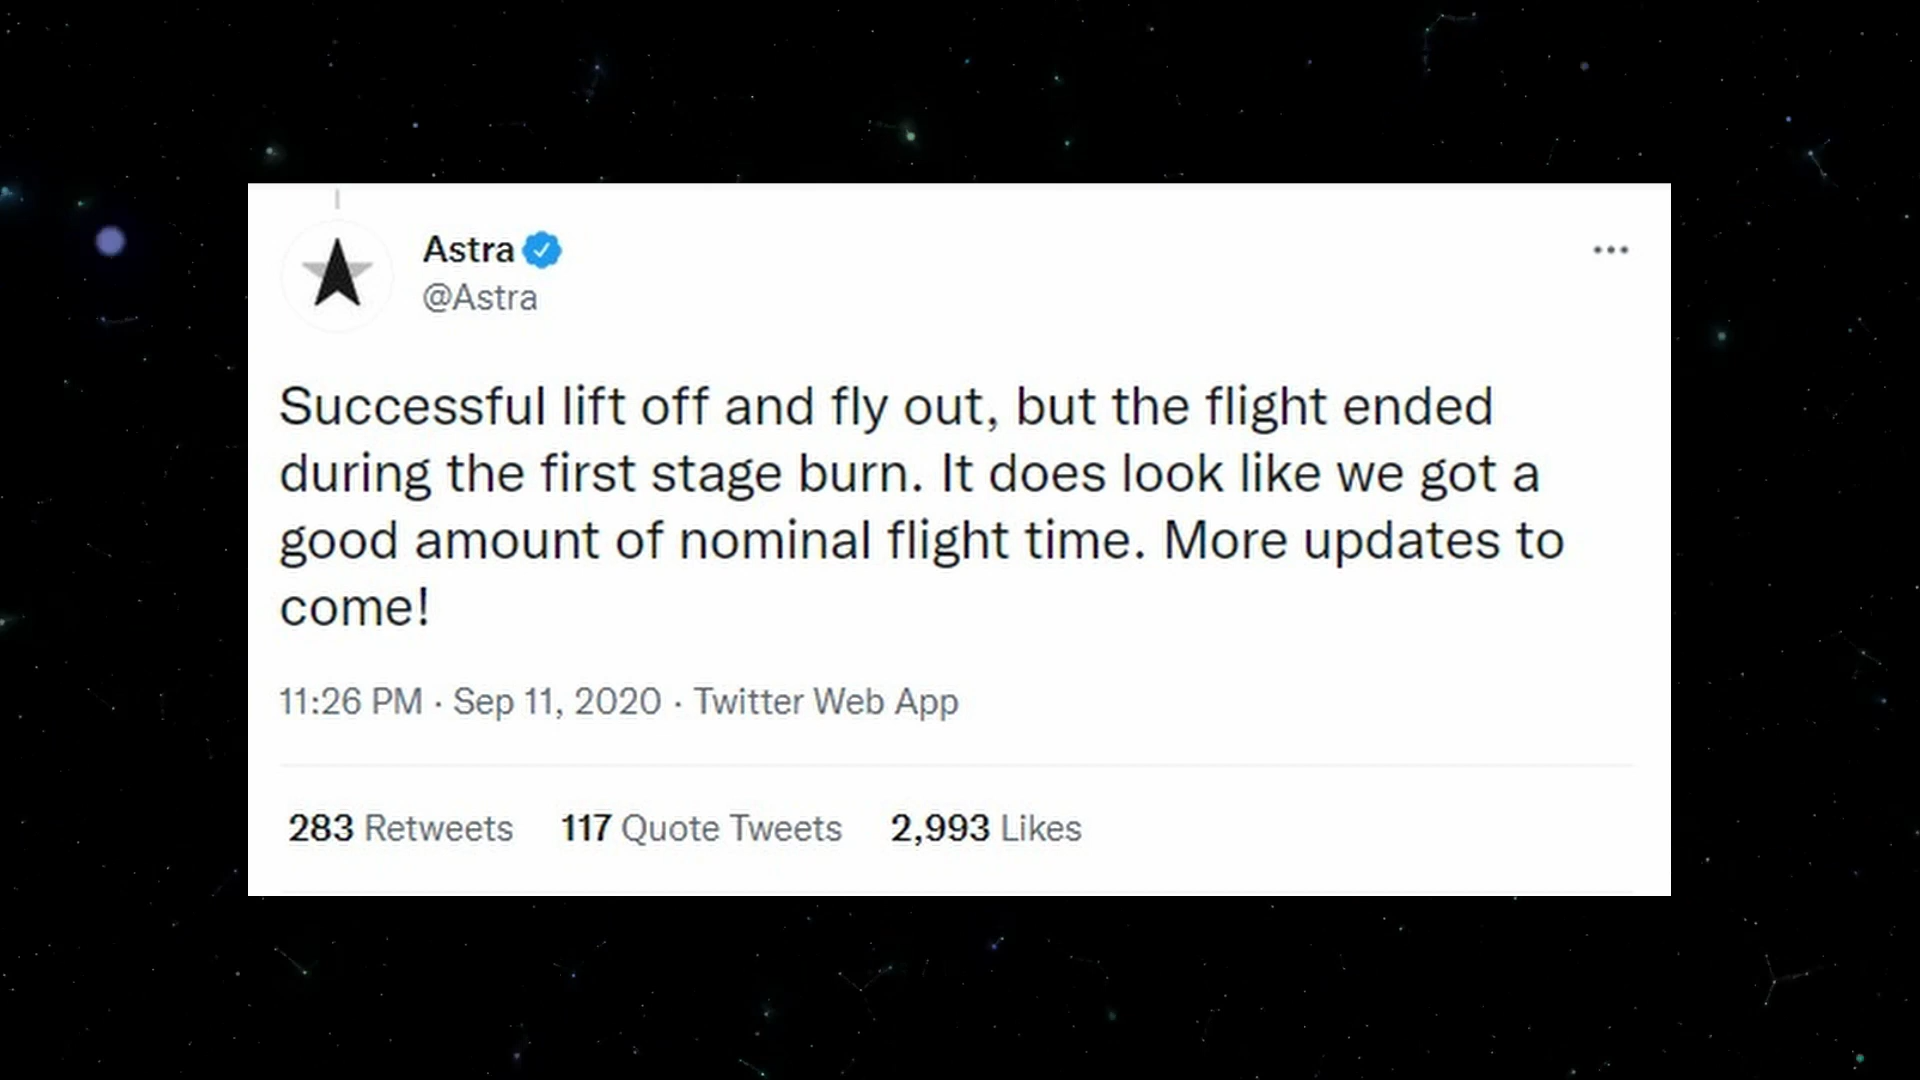 Astra
@Astra
Successful lift off and fly out, but the flight ended
during the first stage burn. It does look like we got a
good amount of nominal flight time. More updates to
come!
11:26 PM · Sep 11, 2020 · Twitter Web App
283 Retweets 117 Quote Tweets 2,993 Likes